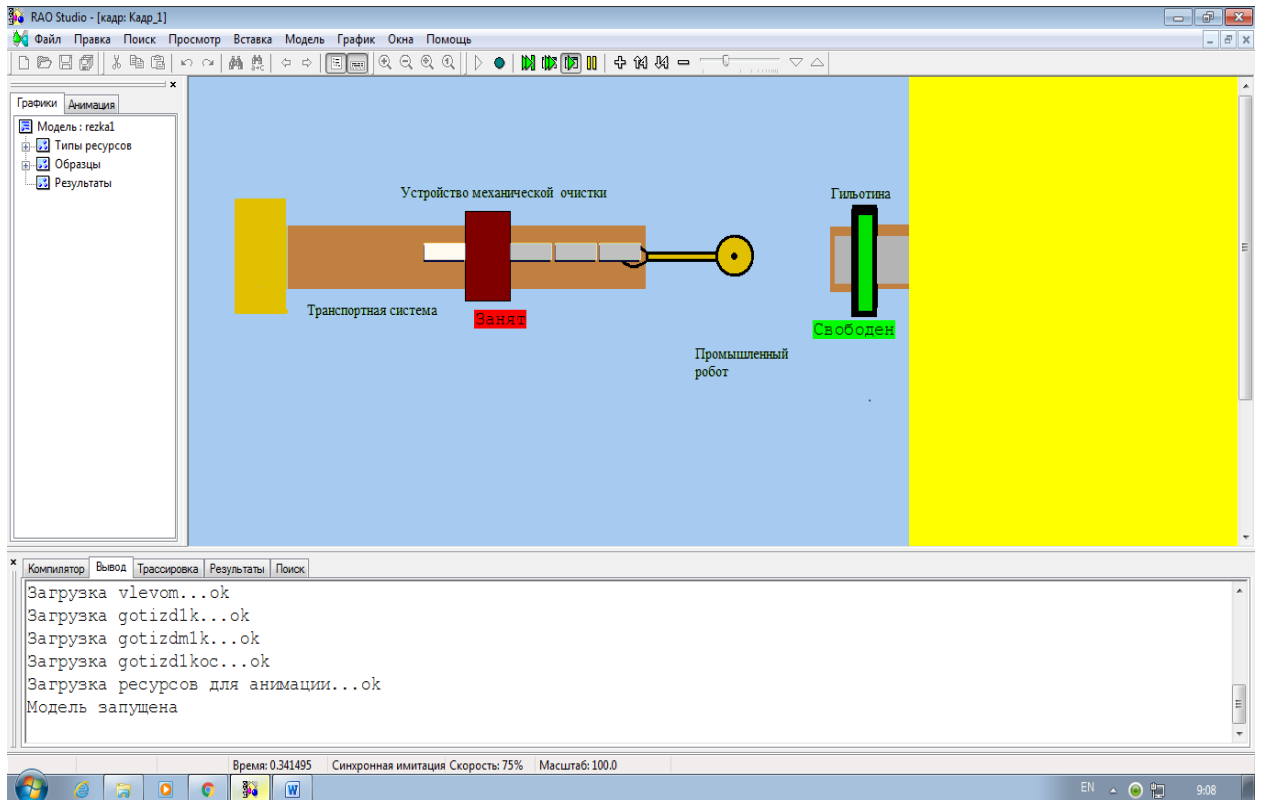 RAO Studio - [кадр: Кадр_1]
Файл Правка Поиск Просмотр Вставка Модель График Окна Помощь
Графики Анимация
Модель : rezka1
Типы ресурсов
Образцы
Результаты
Устройство механической очистки
Гильотина
Транспортная система
Занят
Свободен
Промышленный
робот
Компилятор Вывод Трассировка Результаты Поиск
Загрузка vlevom...ok
Загрузка gotizd1k...ok
Загрузка gotizdm1k...ok
Загрузка gotizd1koc...ok
Загрузка ресурсов для анимации...ok
Модель запущена
Время: 0.341495 Синхронная имитация Скорость: 75% Масштаб: 100.0
EN 9:08